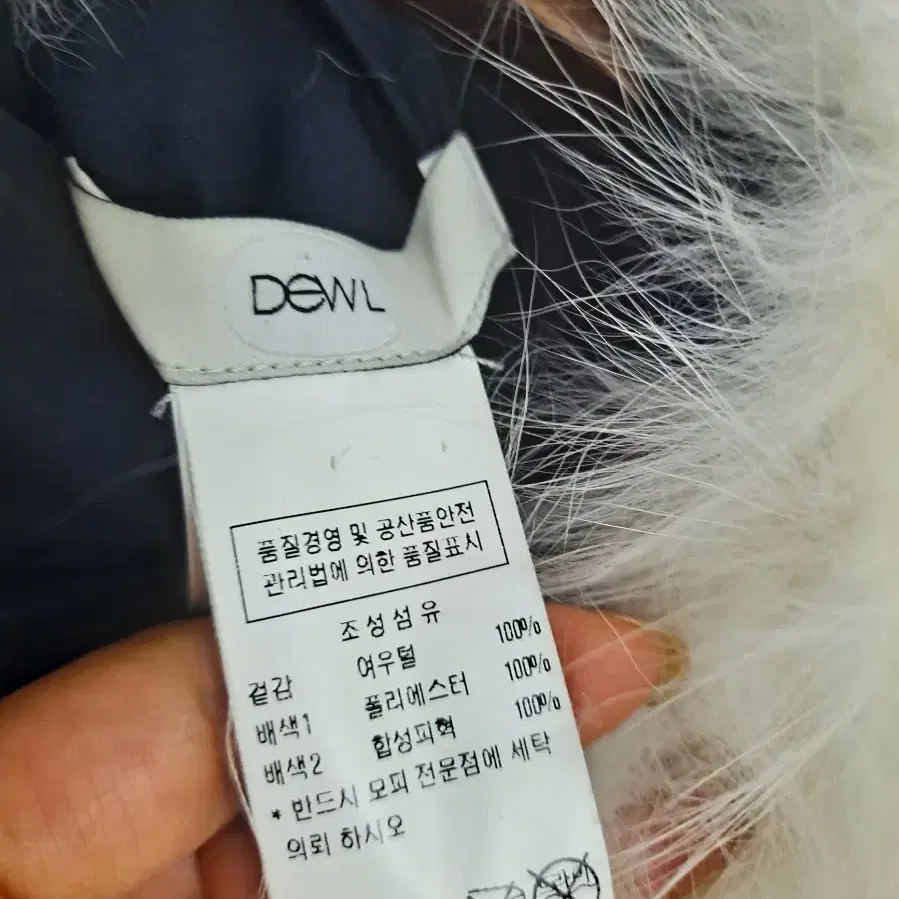 DEWL
품질경영 및 공산품안전
관리법에 의한 품질표시
조성섬유
겉감 여우털 100%
배색1 폴리에스터 100%
배색2 합성피혁 100%
* 반드시 모피 전문점에 세탁
의뢰 하시오